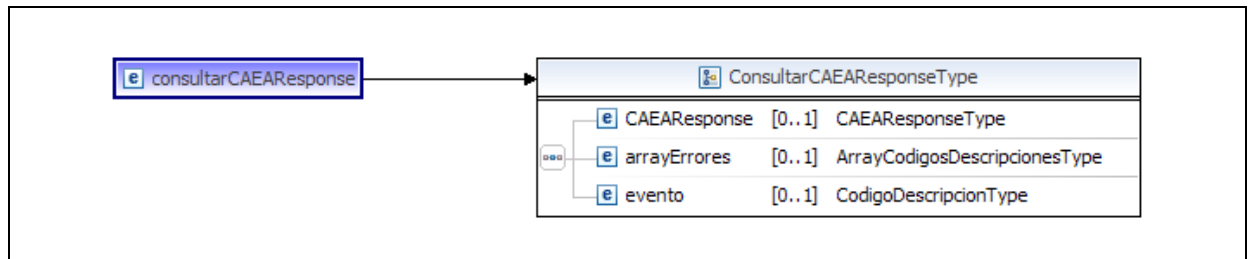 e consultarCAEAResponse
ConsultarCAEAResponseType
e CAEAResponse [0..1] CAEAResponseType
e arrayErrores [0..1] ArrayCodigosDescripcionesType
e evento [0..1] CodigoDescripcionType